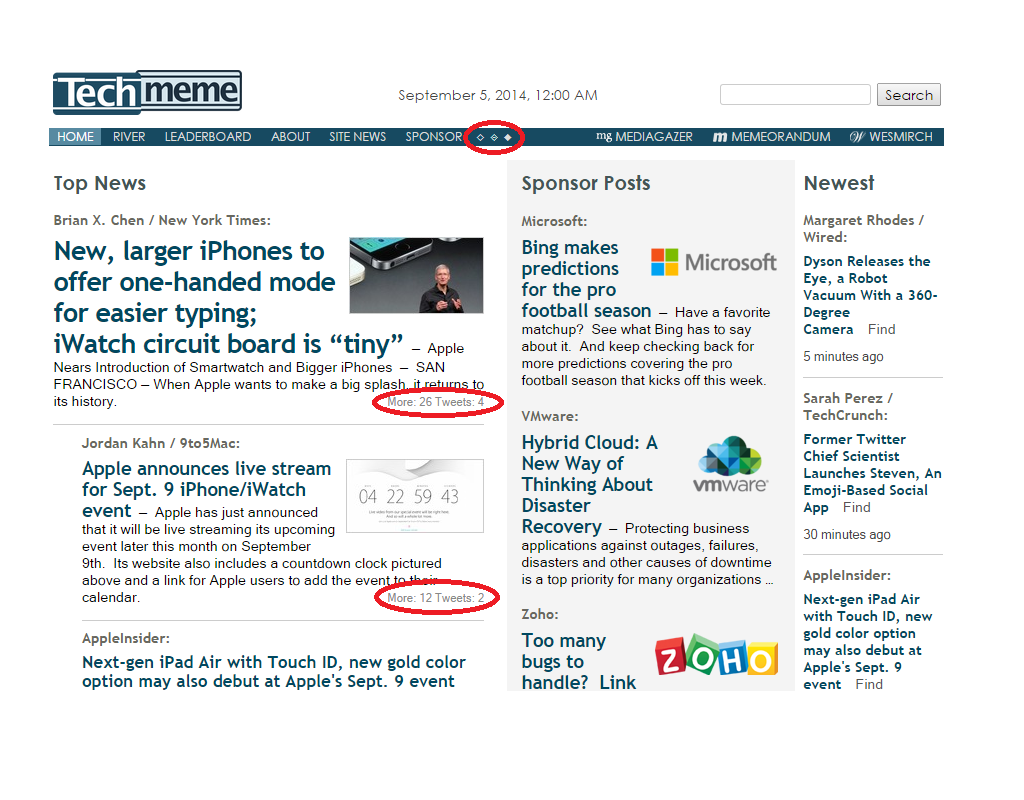 Techmeme
September 5, 2014, 12:00 AM
Search
HOME RIVER LEADERBOARD ABOUT SITE NEWS SPONSOR mg MEDIAGAZER m MEMEORANDUM W WESMIRCH
Top News
Brian X. Chen / New York Times:
New, larger iPhones to
offer one-handed mode
for easier typing;
iWatch circuit board is “tiny” – Apple
Nears Introduction of Smartwatch and Bigger iPhones – SAN
FRANCISCO – When Apple wants to make a big splash, it returns to
its history.
More: 26 Tweets: 4
Jordan Kahn / 9to5Mac:
Apple announces live stream
for Sept. 9 iPhone/iWatch
event – Apple has just announced
that it will be live streaming its upcoming
event later this month on September
9th. Its website also includes a countdown clock pictured
above and a link for Apple users to add the event to their
calendar.
04 22 59 43
More: 12 Tweets: 2
AppleInsider:
Next-gen iPad Air with Touch ID, new gold color
option may also debut at Apple's Sept. 9 event
Sponsor Posts
Microsoft:
Bing makes
predictions
for the pro
football season – Have a favorite
matchup? See what Bing has to say
about it. And keep checking back for
more predictions covering the pro
football season that kicks off this week.
Microsoft
VMware:
Hybrid Cloud: A
New Way of
Thinking About
Disaster
Recovery – Protecting business
applications against outages, failures,
disasters and other causes of downtime
is a top priority for many organizations ...
vmware
Zoho:
Too many
bugs to
handle? Link
ZOHO
Newest
Margaret Rhodes /
Wired:
Dyson Releases the
Eye, a Robot
Vacuum With a 360-
Degree
Camera Find
5 minutes ago
Sarah Perez /
TechCrunch:
Former Twitter
Chief Scientist
Launches Steven, An
Emoji-Based Social
App Find
30 minutes ago
AppleInsider:
Next-gen iPad Air
with Touch ID, new
gold color option
may also debut at
Apple's Sept. 9
event Find